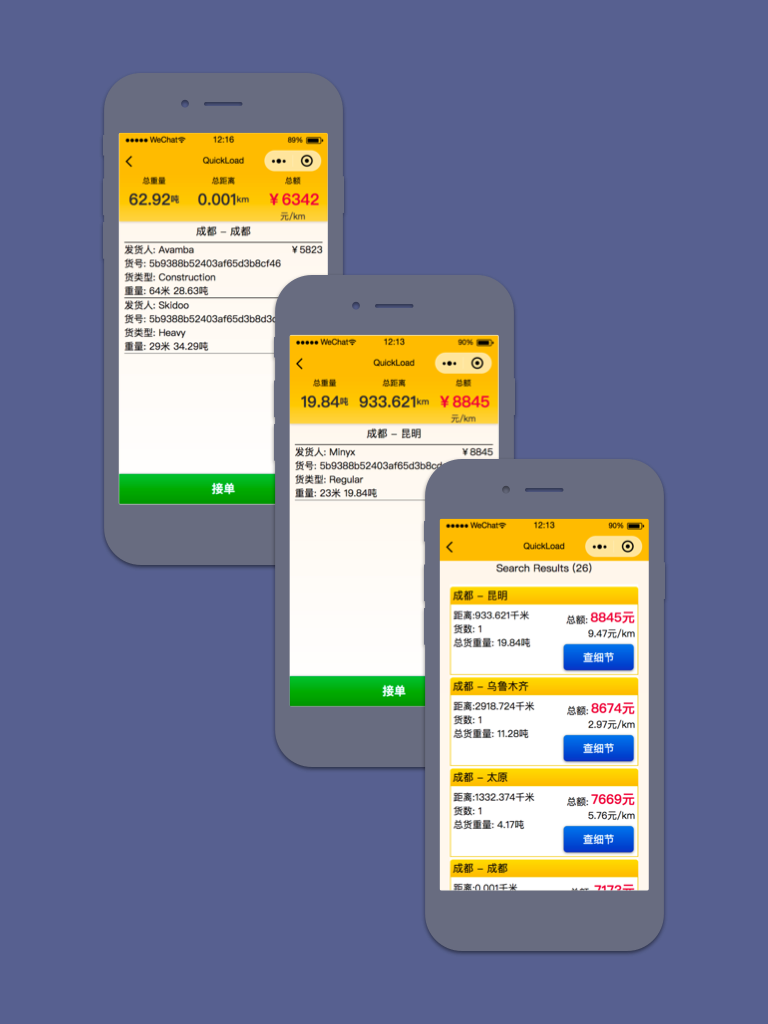 WeChat 12:16 89%
QuickLoad
总重量 总距离 总额
62.92吨 0.001km ¥6342
元/km
成都 – 成都
发货人: Avamba ¥5823
货号: 5b9388b52403af65d3b8cf46
货类型: Construction
重量: 64米 28.63吨
发货人: Skidoo
货号: 5b9388b52403af65d3b8d3
货类型: Heavy
重量: 29米 34.29吨
接单
WeChat 12:13 90%
QuickLoad
总重量 总距离 总额
19.84吨 933.621km ¥8845
元/km
成都 – 昆明
发货人: Minyx ¥8845
货号: 5b9388b52403af65d3b8c
货类型: Regular
重量: 23米 19.84吨
接单
WeChat 12:13 90%
QuickLoad
Search Results (26)
成都 – 昆明
距离:933.621千米
货数: 1
总货重量: 19.84吨
总额: 8845元
9.47元/km
查细节
成都 – 乌鲁木齐
距离:2918.724千米
货数: 1
总货重量: 11.28吨
总额: 8674元
2.97元/km
查细节
成都 – 太原
距离:1332.374千米
货数: 1
总货重量: 4.17吨
总额: 7669元
5.76元/km
查细节
成都 – 成都
距离:0.001千米
总额: 7173元